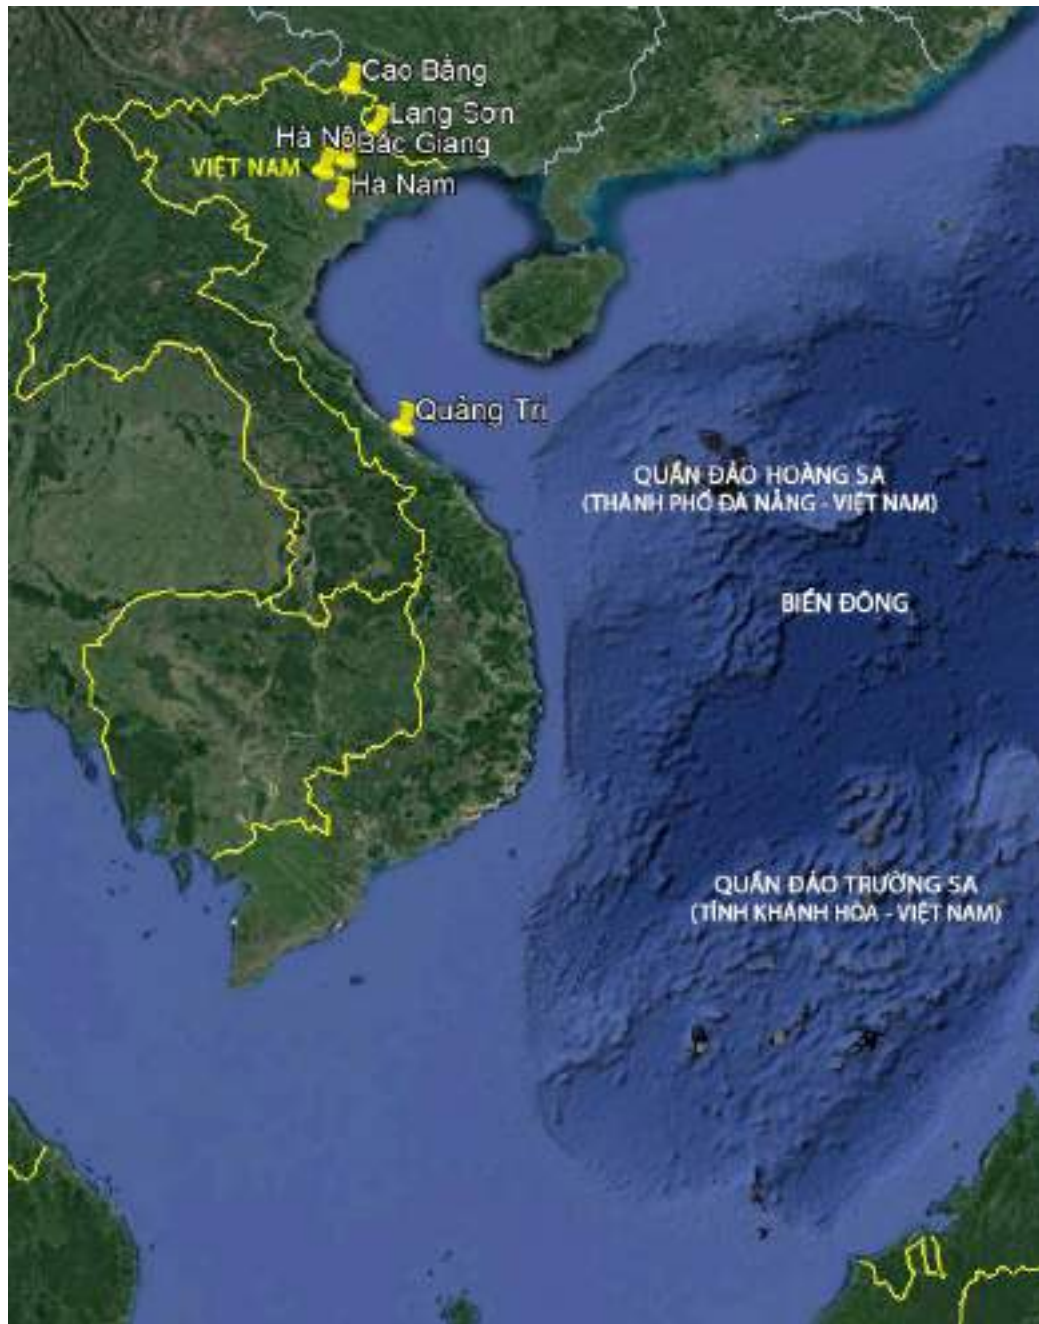 Cao Bằng
Lạng Sơn
Hà Nộ
Bắc Giang
VIỆT NAM
Hà Nam
Quảng Trị
QUẦN ĐẢO HOÀNG SA
(THÀNH PHỐ ĐÀ NẴNG - VIỆT NAM)
BIỂN ĐÔNG
QUẦN ĐẢO TRƯỜNG SA
(TỈNH KHÁNH HÒA - VIỆT NAM)